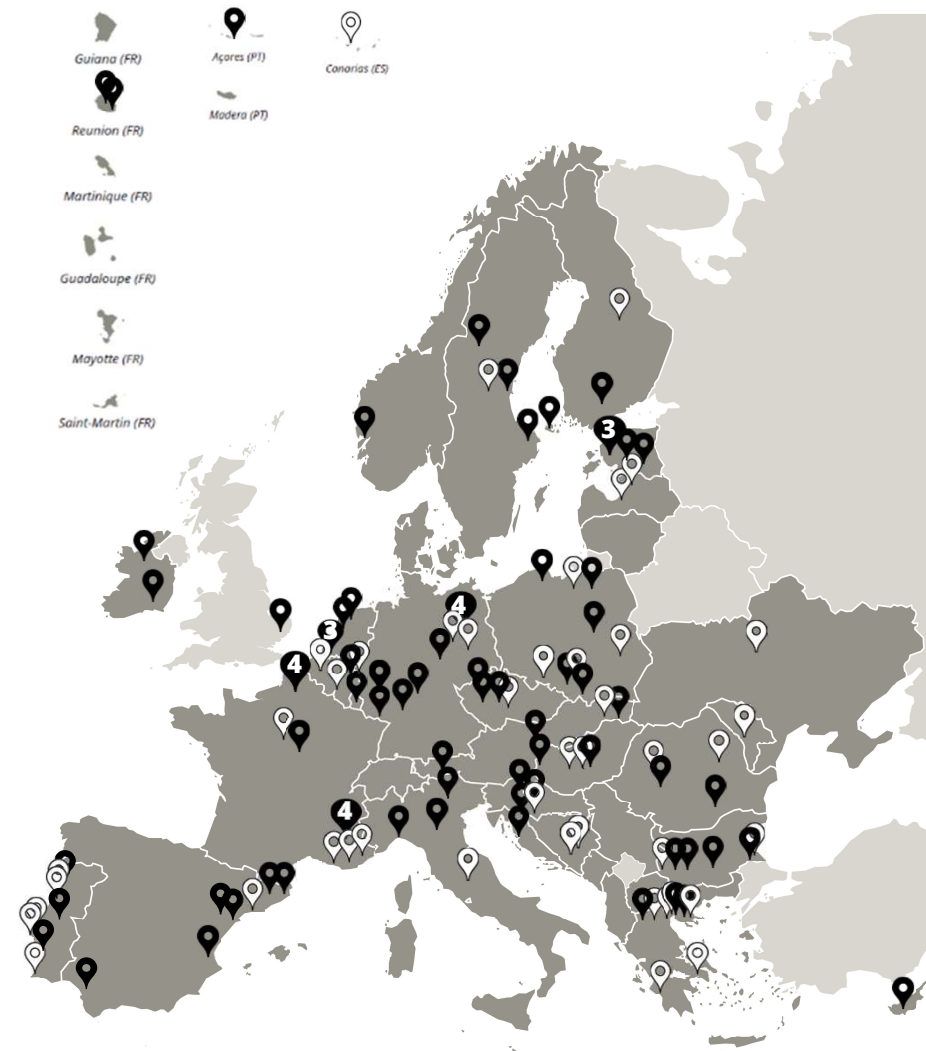 Guiana (FR)
Açores (PT)
Canarias (ES)
Reunion (FR)
Madera (PT)
Martinique (FR)
Guadaloupe (FR)
Mayotte (FR)
Saint-Martin (FR)
3
4
3
4
4